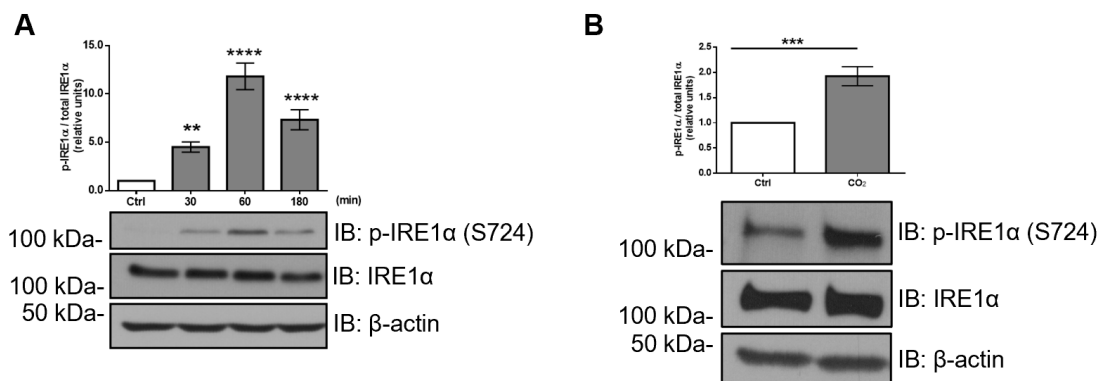 A
p-IRE1α / total IRE1α
(relative units)
15.0
10.0
5.0
0.0
**
****
****
Ctrl 30 60 180 (min)
100 kDa- IB: p-IRE1α (S724)
100 kDa- IB: IRE1α
50 kDa- IB: β-actin
B
p-IRE1α / total IRE1α
(relative units)
2.5
2.0
1.5
1.0
0.5
0.0
***
Ctrl CO₂
100 kDa- IB: p-IRE1α (S724)
100 kDa- IB: IRE1α
50 kDa- IB: β-actin